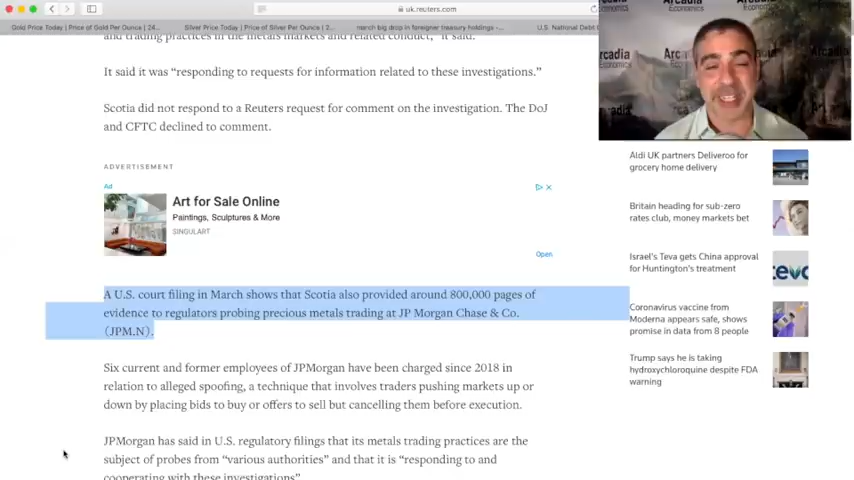 uk.reuters.com
Gold Price Today | Price of Gold Per Ounce | 24...
Silver Price Today | Price of Silver Per Ounce | 2...
march big drop in foreigner treasury holdings -...
U.S. National Debt
and trading practices in the metals markets and related conduct," it said.
It said it was “responding to requests for information related to these investigations.”
Scotia did not respond to a Reuters request for comment on the investigation. The DoJ
and CFTC declined to comment.
ADVERTISEMENT
Ad
Art for Sale Online
Paintings, Sculptures & More
SINGULART
Open
A U.S. court filing in March shows that Scotia also provided around 800,000 pages of
evidence to regulators probing precious metals trading at JP Morgan Chase & Co.
(JPM.N).
Six current and former employees of JPMorgan have been charged since 2018 in
relation to alleged spoofing, a technique that involves traders pushing markets up or
down by placing bids to buy or offers to sell but cancelling them before execution.
JPMorgan has said in U.S. regulatory filings that its metals trading practices are the
subject of probes from “various authorities” and that it is “responding to and
cooperating with these investigations”
Arcadia
Economics
Aldi UK partners Deliveroo for
grocery home delivery
Britain heading for sub-zero
rates club, money markets bet
Israel's Teva gets China approval
for Huntington's treatment
teva
Coronavirus vaccine from
Moderna appears safe, shows
promise in data from 8 people
Trump says he is taking
hydroxychloroquine despite FDA
warning